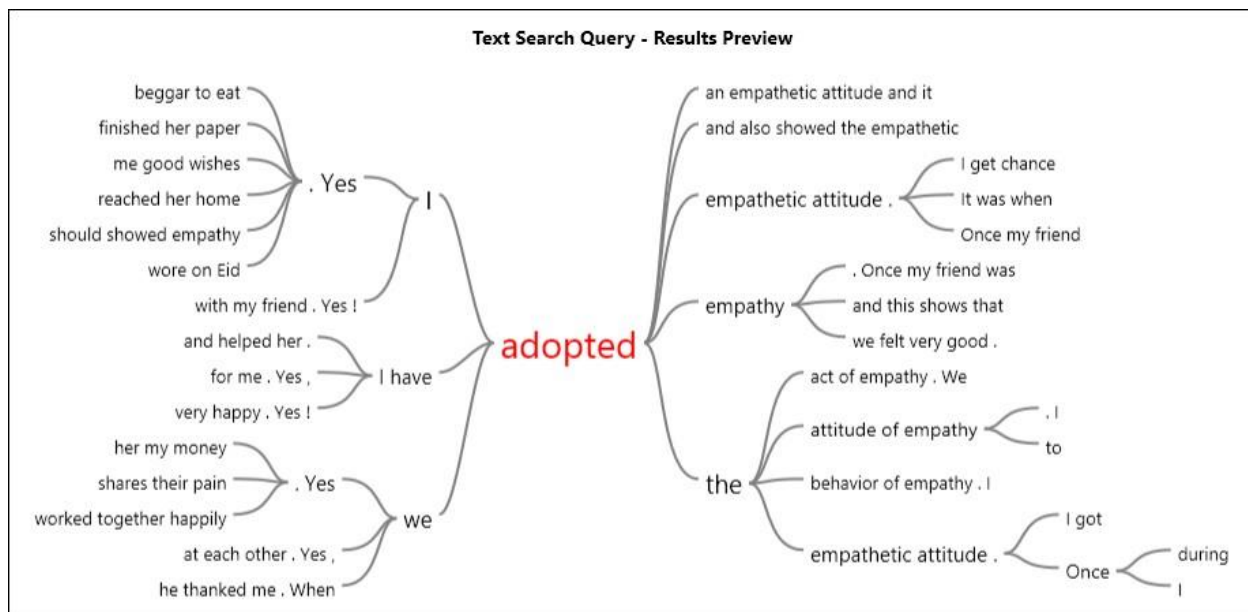 Text Search Query - Results Preview
beggar to eat
finished her paper
me good wishes
reached her home
should showed empathy
wore on Eid
. Yes
with my friend . Yes !
I
and helped her .
for me . Yes ,
very happy . Yes !
I have
her my money
shares their pain
worked together happily
. Yes
at each other . Yes ,
he thanked me . When
we
adopted
an empathetic attitude and it
and also showed the empathetic
empathetic attitude .
I get chance
It was when
Once my friend
empathy
. Once my friend was
and this shows that
we felt very good .
the
act of empathy . We
attitude of empathy
. I
to
behavior of empathy . I
empathetic attitude .
I got
Once
during
I